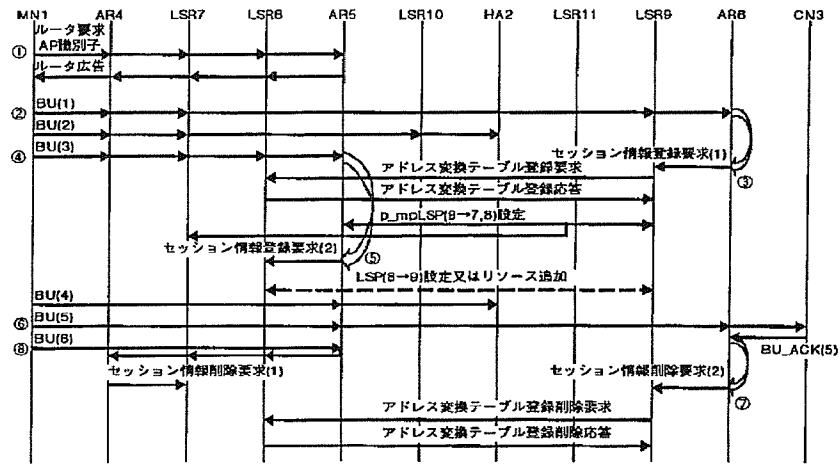 MN1 AR4 LSR7 LSR8 AR5 LSR10 HA2 LSR11 LSR9 AR6 CN3
ルータ要求
① AP識別子
ルータ広告
② BU(1)
BU(2)
④ BU(3)
セッション情報登録要求(1)
アドレス変換テーブル登録要求
③
アドレス変換テーブル登録応答
p_mpLSP(9→7,8)設定
セッション情報登録要求(2)
⑤
LSP(8→9)設定又はリソース追加
BU(4)
⑥ BU(5)
⑧ BU(6)
BU_ACK(5)
セッション情報削除要求(1)
セッション情報削除要求(2)
⑦
アドレス変換テーブル登録削除要求
アドレス変換テーブル登録削除応答